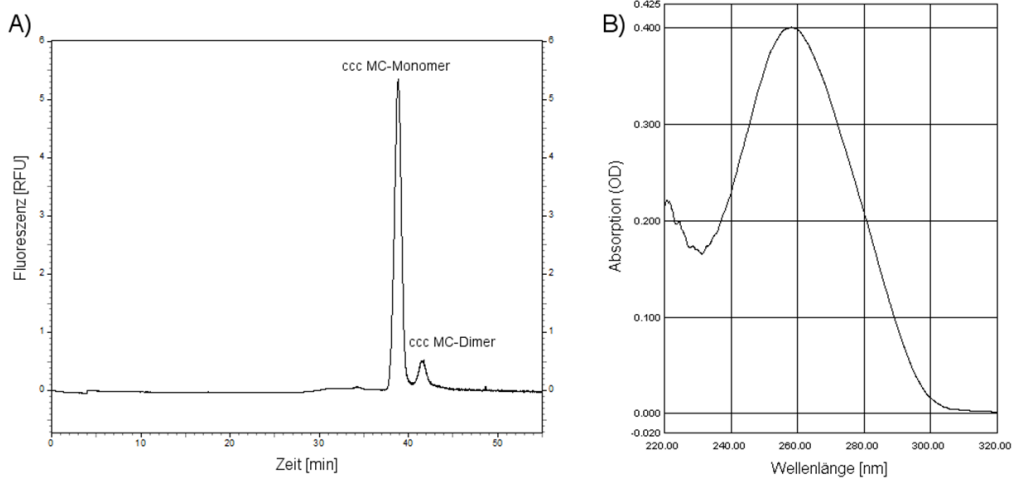 A)
ccc MC-Monomer
ccc MC-Dimer
Fluoreszenz [RFU]
6
5
4
3
2
1
0
6
5
4
3
2
1
0
0 10 20 30 40 50
Zeit [min]
B)
Absorption (OD)
0.425
0.400
0.300
0.200
0.100
0.000
-0.020
220.00 240.00 260.00 280.00 300.00 320.00
Wellenlänge [nm]